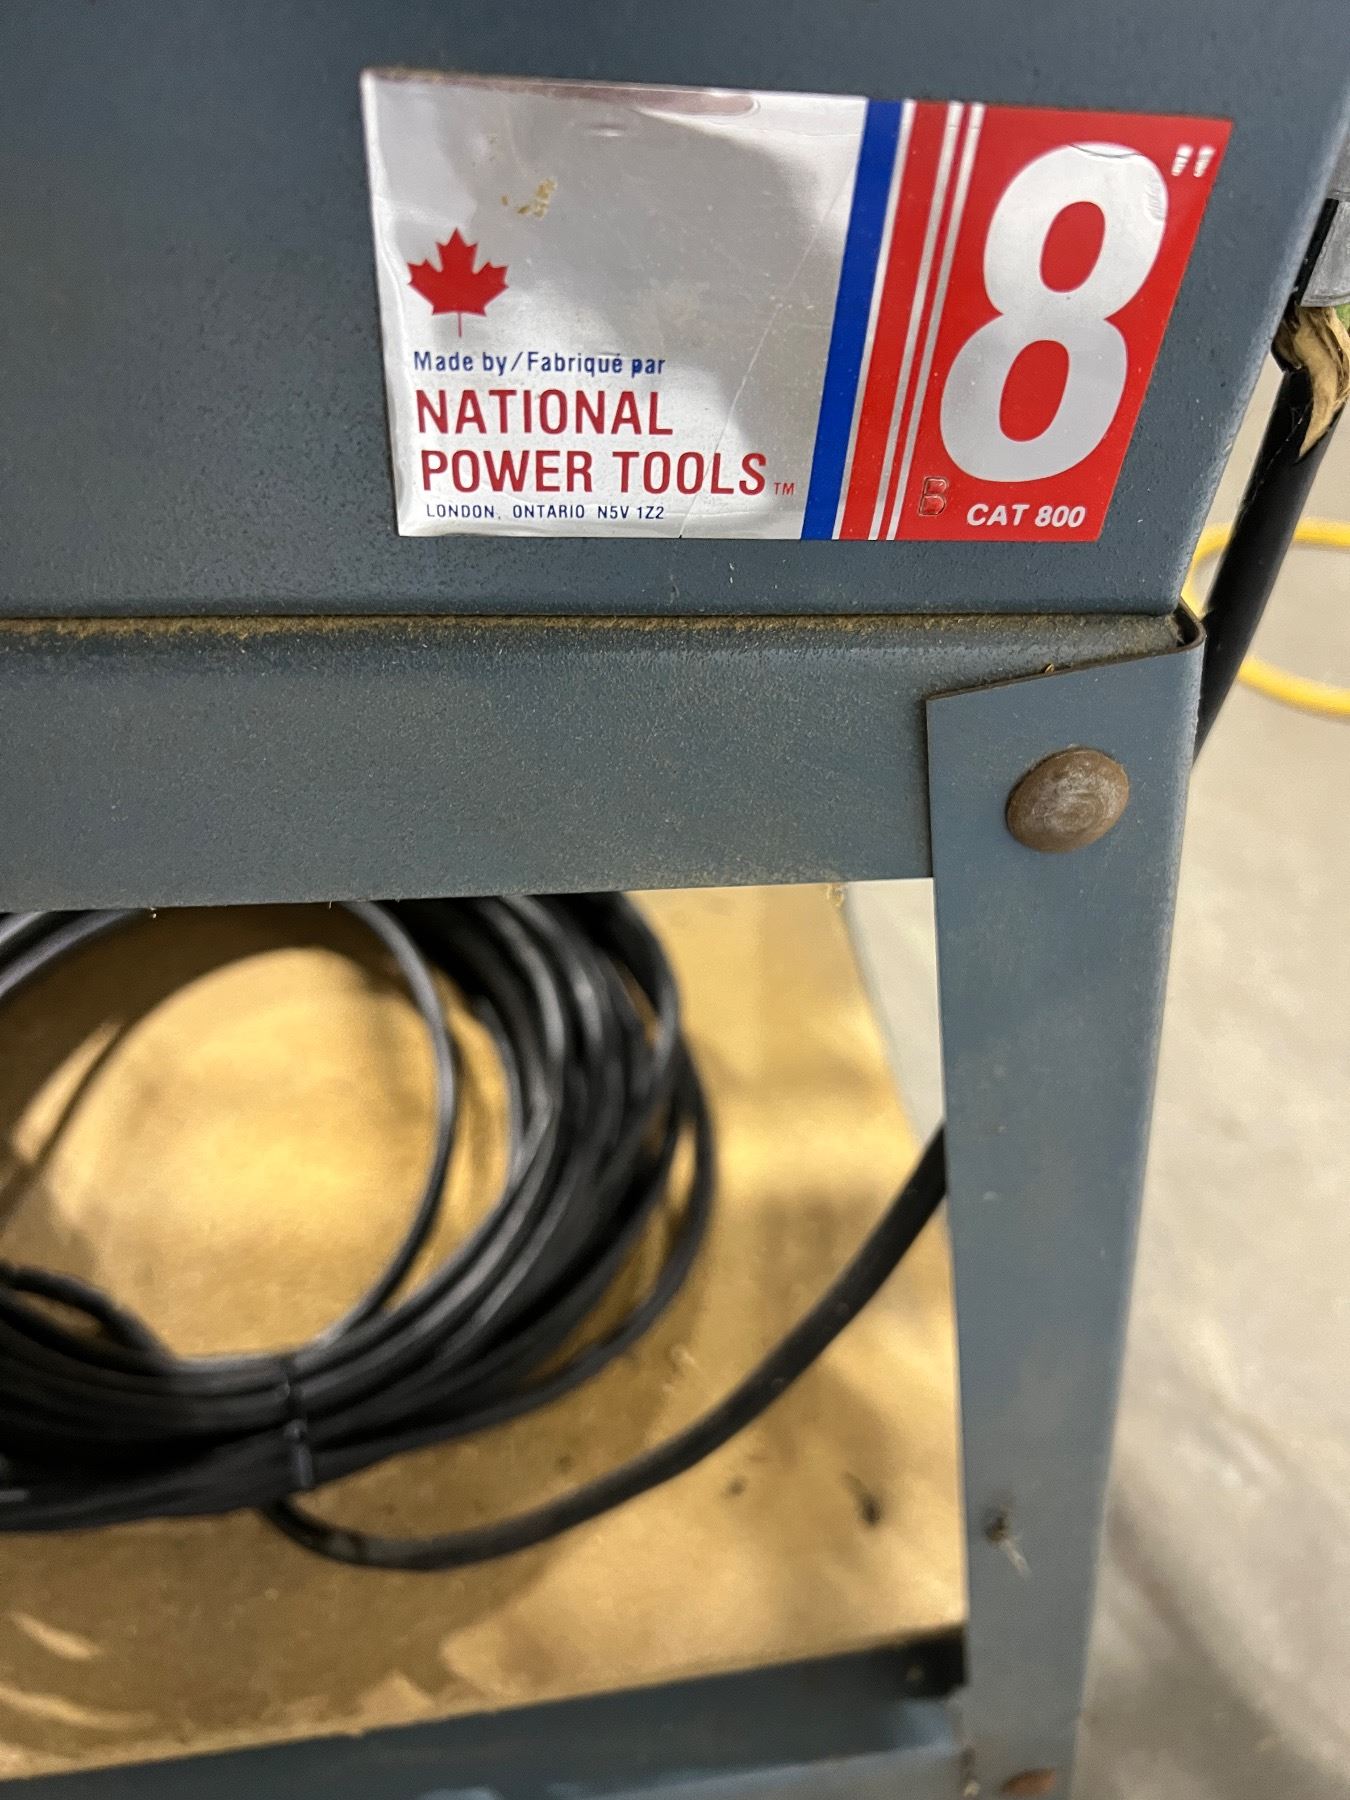 8"
Made by/Fabriqué par
NATIONAL
POWER TOOLS™
LONDON, ONTARIO N5V 1Z2
B
CAT 800